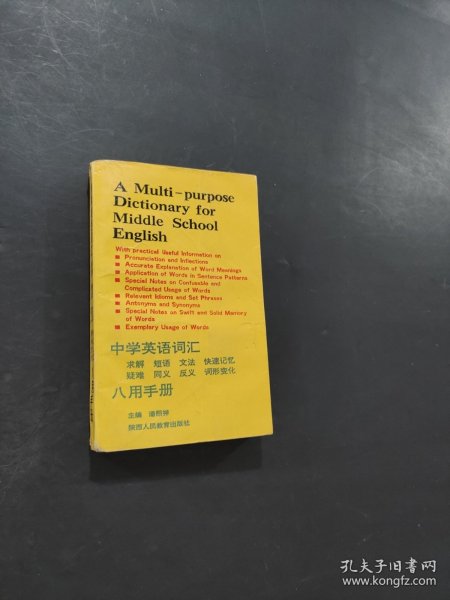 A Multi-purpose
Dictionary for
Middle School
English
With practical Useful Information on
■ Pronunciation and Inflections
■ Accurate Explanation of Word Meanings
■ Application of Words in Sentence Patterns
■ Special Notes on Confusable and
Complicated Usage of Words
■ Relevant Idioms and Set Phrases
■ Antonyms and Synonyms
■ Special Notes on Swift and Solid Memory
of Words
■ Exemplary Usage of Words
中学英语词汇
求解 短语 文法 快速记忆
疑难 同义 反义 词形变化
八用手册
主编
陕西人民教育出版社
孔夫子旧书网
www.kongfz.com